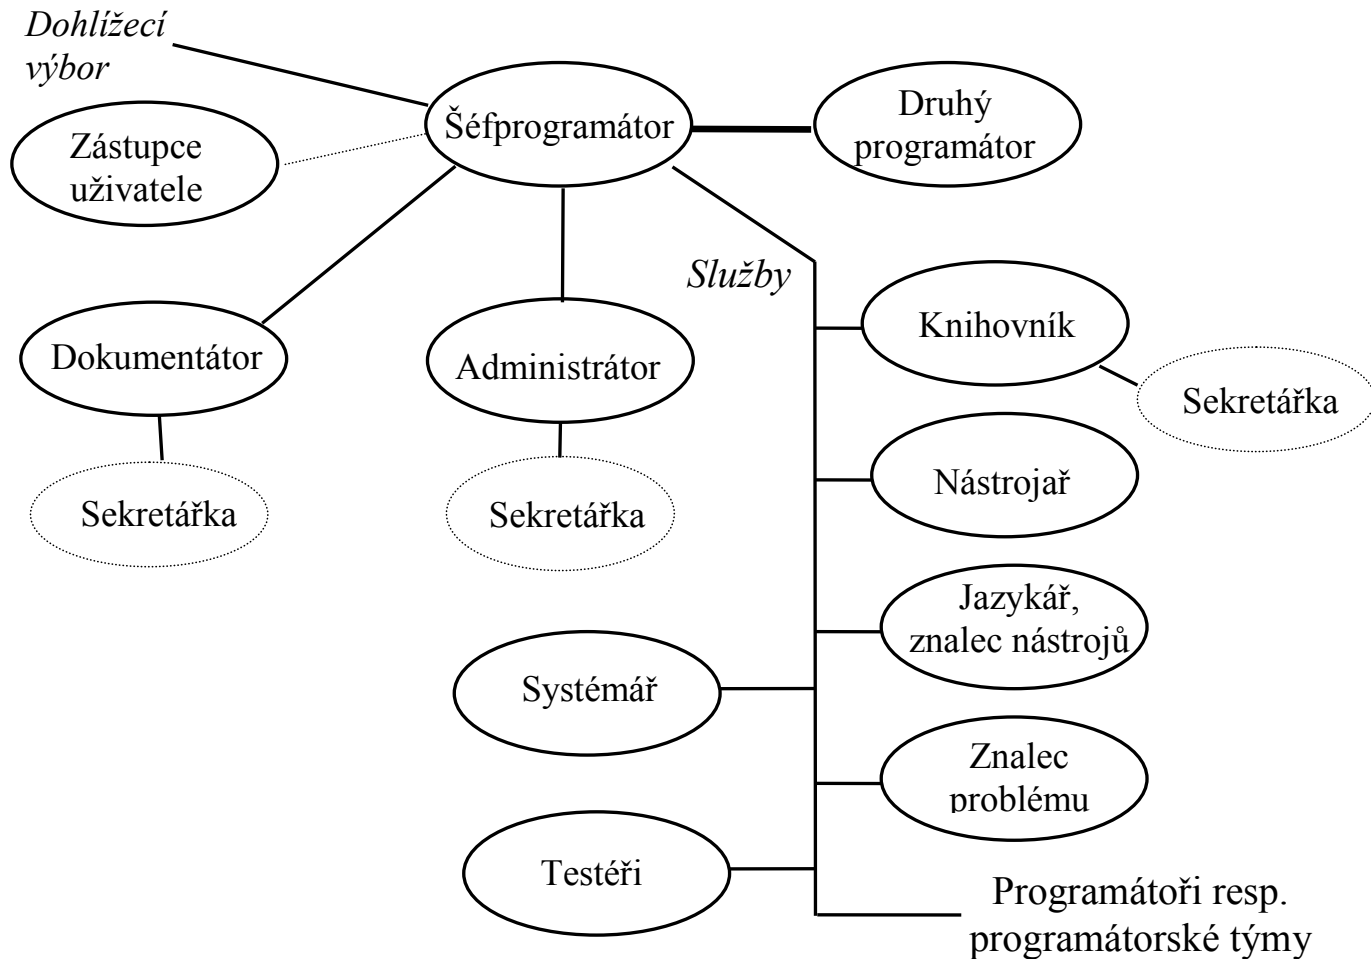 Dohlížecí
výbor
Šéfprogramátor
Druhý
programátor
Zástupce
uživatele
Služby
Knihovník
Dokumentátor
Administrátor
Sekretářka
Nástrojař
Sekretářka
Sekretářka
Jazykář,
znalec nástrojů
Systémář
Znalec
problému
Testéři
Programátoři resp.
programátorské týmy